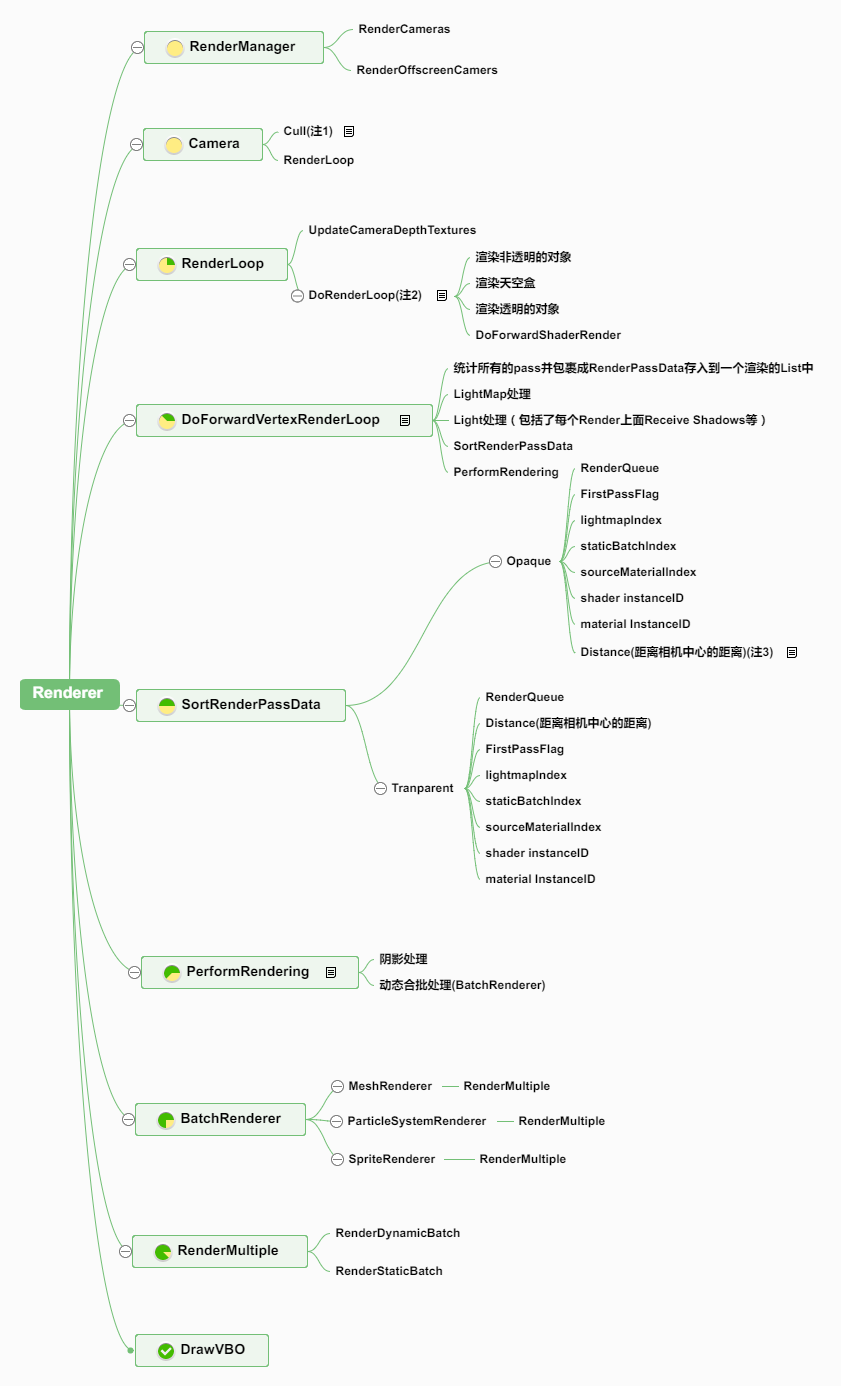 Renderer
RenderManager
RenderCameras
RenderOffscreenCamers
Camera
Cull(注1)
RenderLoop
RenderLoop
UpdateCameraDepthTextures
DoRenderLoop(注2)
渲染非透明的对象
渲染天空盒
渲染透明的对象
DoForwardShaderRender
DoForwardVertexRenderLoop
统计所有的pass并包裹成RenderPassData存入到一个渲染的List中
LightMap处理
Light处理（包括了每个Render上面Receive Shadows等）
SortRenderPassData
PerformRendering
SortRenderPassData
Opaque
RenderQueue
FirstPassFlag
lightmapIndex
staticBatchIndex
sourceMaterialIndex
shader instanceID
material InstanceID
Distance(距离相机中心的距离)(注3)
Tranparent
RenderQueue
Distance(距离相机中心的距离)
FirstPassFlag
lightmapIndex
staticBatchIndex
sourceMaterialIndex
shader instanceID
material InstanceID
PerformRendering
阴影处理
动态合批处理(BatchRenderer)
BatchRenderer
MeshRenderer
RenderMultiple
ParticleSystemRenderer
RenderMultiple
SpriteRenderer
RenderMultiple
RenderMultiple
RenderDynamicBatch
RenderStaticBatch
DrawVBO